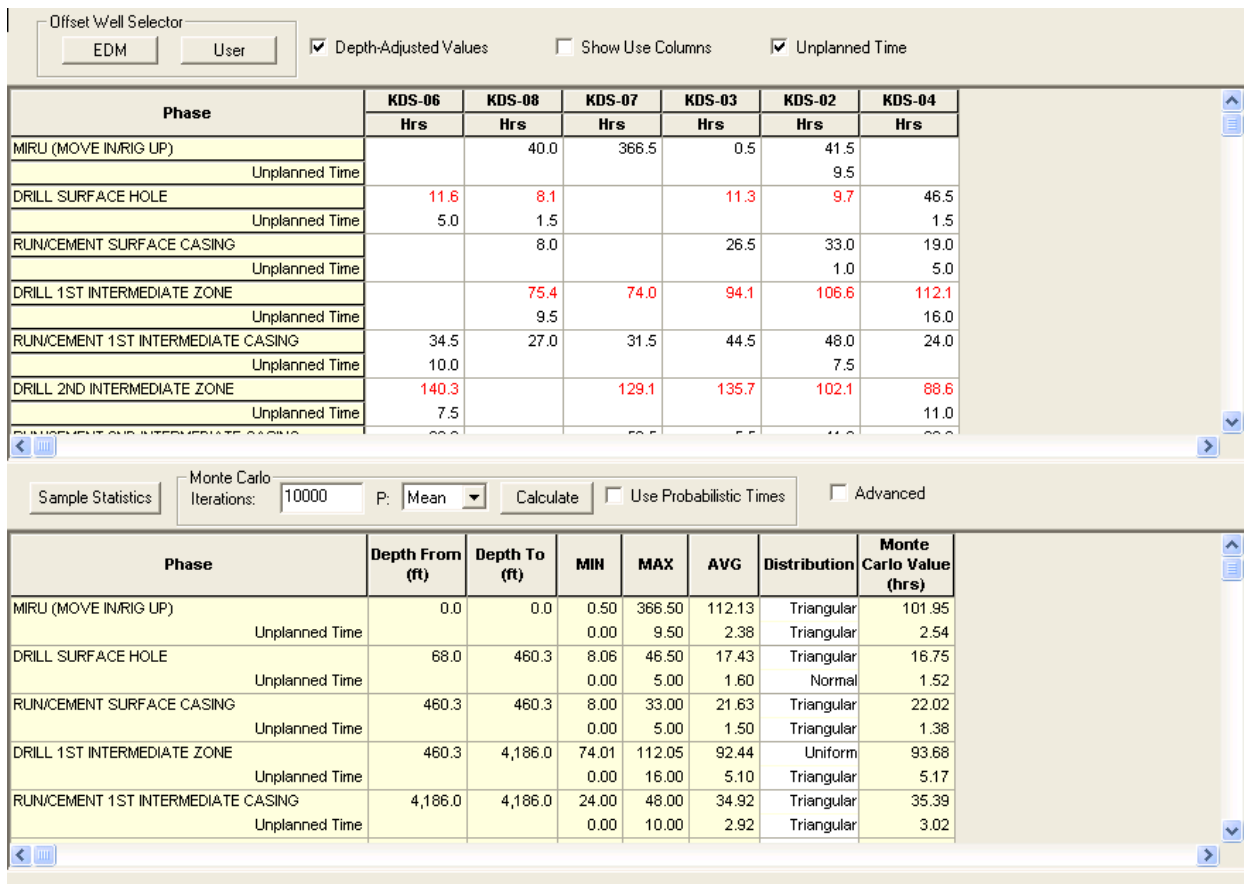 Offset Well Selector
EDM User Depth-Adjusted Values Show Use Columns Unplanned Time
Phase KDS-06 KDS-08 KDS-07 KDS-03 KDS-02 KDS-04
Hrs Hrs Hrs Hrs Hrs Hrs
MIRU (MOVE IN/RIG UP) 40.0 366.5 0.5 41.5
Unplanned Time 9.5
DRILL SURFACE HOLE 11.6 8.1 11.3 9.7 46.5
Unplanned Time 5.0 1.5 1.5
RUN/CEMENT SURFACE CASING 8.0 26.5 33.0 19.0
Unplanned Time 1.0 5.0
DRILL 1ST INTERMEDIATE ZONE 75.4 74.0 94.1 106.6 112.1
Unplanned Time 9.5 16.0
RUN/CEMENT 1ST INTERMEDIATE CASING 34.5 27.0 31.5 44.5 48.0 24.0
Unplanned Time 10.0 7.5
DRILL 2ND INTERMEDIATE ZONE 140.3 129.1 135.7 102.1 88.6
Unplanned Time 7.5 11.0
RUN/CEMENT 2ND INTERMEDIATE CASING
Monte Carlo
Sample Statistics Iterations: 10000 P: Mean Calculate Use Probabilistic Times Advanced
Phase Depth From (ft) Depth To (ft) MIN MAX AVG Distribution Monte Carlo Value (hrs)
MIRU (MOVE IN/RIG UP) 0.0 0.0 0.50 366.50 112.13 Triangular 101.95
Unplanned Time 0.00 9.50 2.38 Triangular 2.54
DRILL SURFACE HOLE 68.0 460.3 8.06 46.50 17.43 Triangular 16.75
Unplanned Time 0.00 5.00 1.60 Normal 1.52
RUN/CEMENT SURFACE CASING 460.3 460.3 8.00 33.00 21.63 Triangular 22.02
Unplanned Time 0.00 5.00 1.50 Triangular 1.38
DRILL 1ST INTERMEDIATE ZONE 460.3 4,186.0 74.01 112.05 92.44 Uniform 93.68
Unplanned Time 0.00 16.00 5.10 Triangular 5.17
RUN/CEMENT 1ST INTERMEDIATE CASING 4,186.0 4,186.0 24.00 48.00 34.92 Triangular 35.39
Unplanned Time 0.00 10.00 2.92 Triangular 3.02